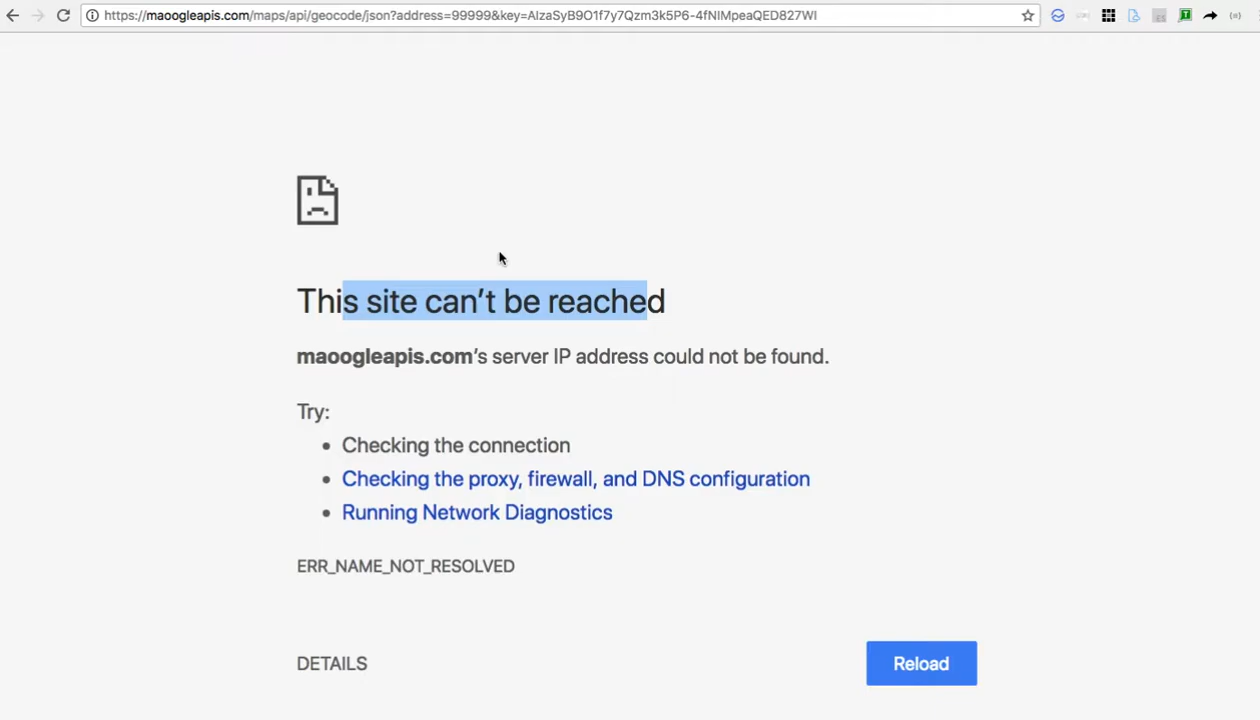 https://maoogleapis.com/maps/api/geocode/json?address=99999&key=AIzaSyB9O1f7y7Qzm3k5P6-4fNIMpeaQED827WI
This site can't be reached
maoogleapis.com's server IP address could not be found.
Try:
• Checking the connection
• Checking the proxy, firewall, and DNS configuration
• Running Network Diagnostics
ERR_NAME_NOT_RESOLVED
DETAILS
Reload